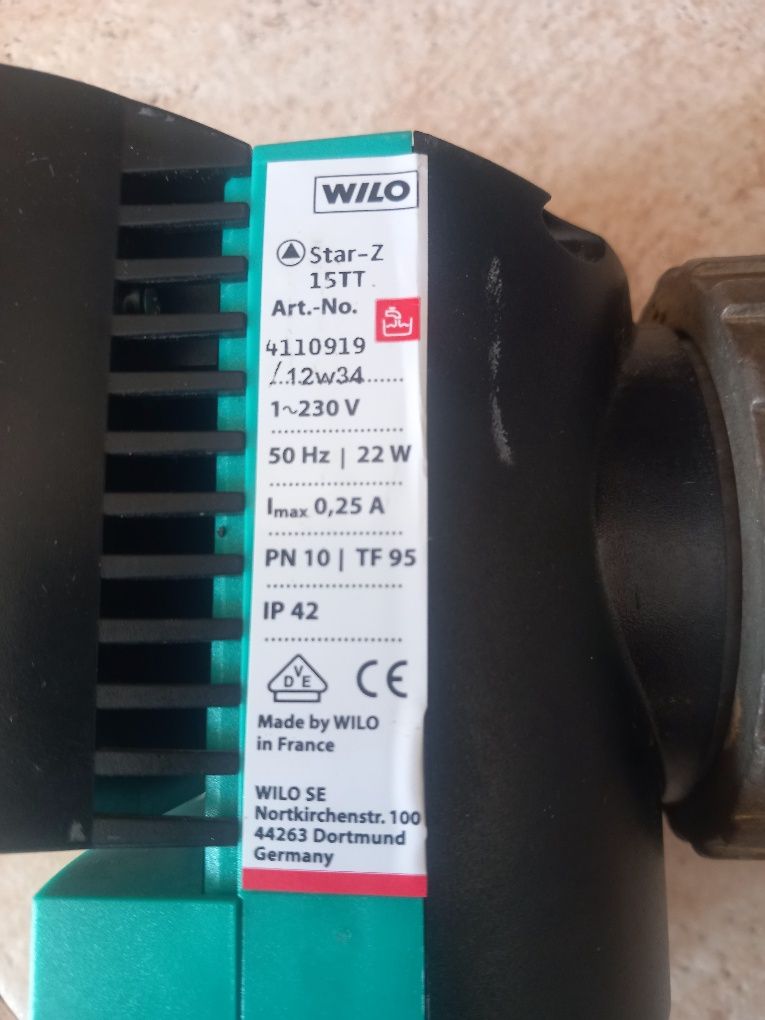 WILO
Star-Z
15TT
Art.-No.
4110919
/12w34
1~230 V
50 Hz | 22 W
Imax 0,25 A
PN 10 | TF 95
IP 42
VDE CE
Made by WILO
in France
WILO SE
Nortkirchenstr. 100
44263 Dortmund
Germany